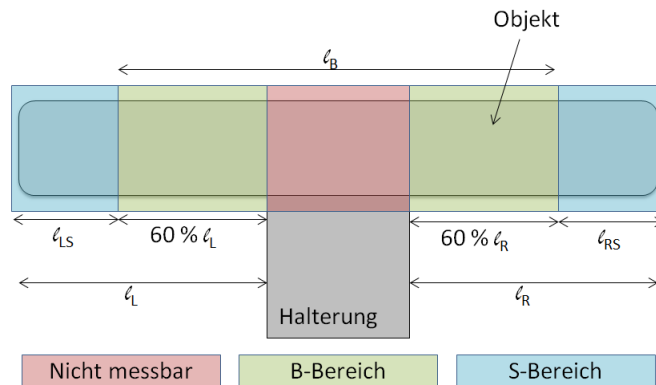 Objekt
ℓB
ℓLS
60 % ℓL
60 % ℓR
ℓRS
ℓL
ℓR
Halterung
Nicht messbar
B-Bereich
S-Bereich